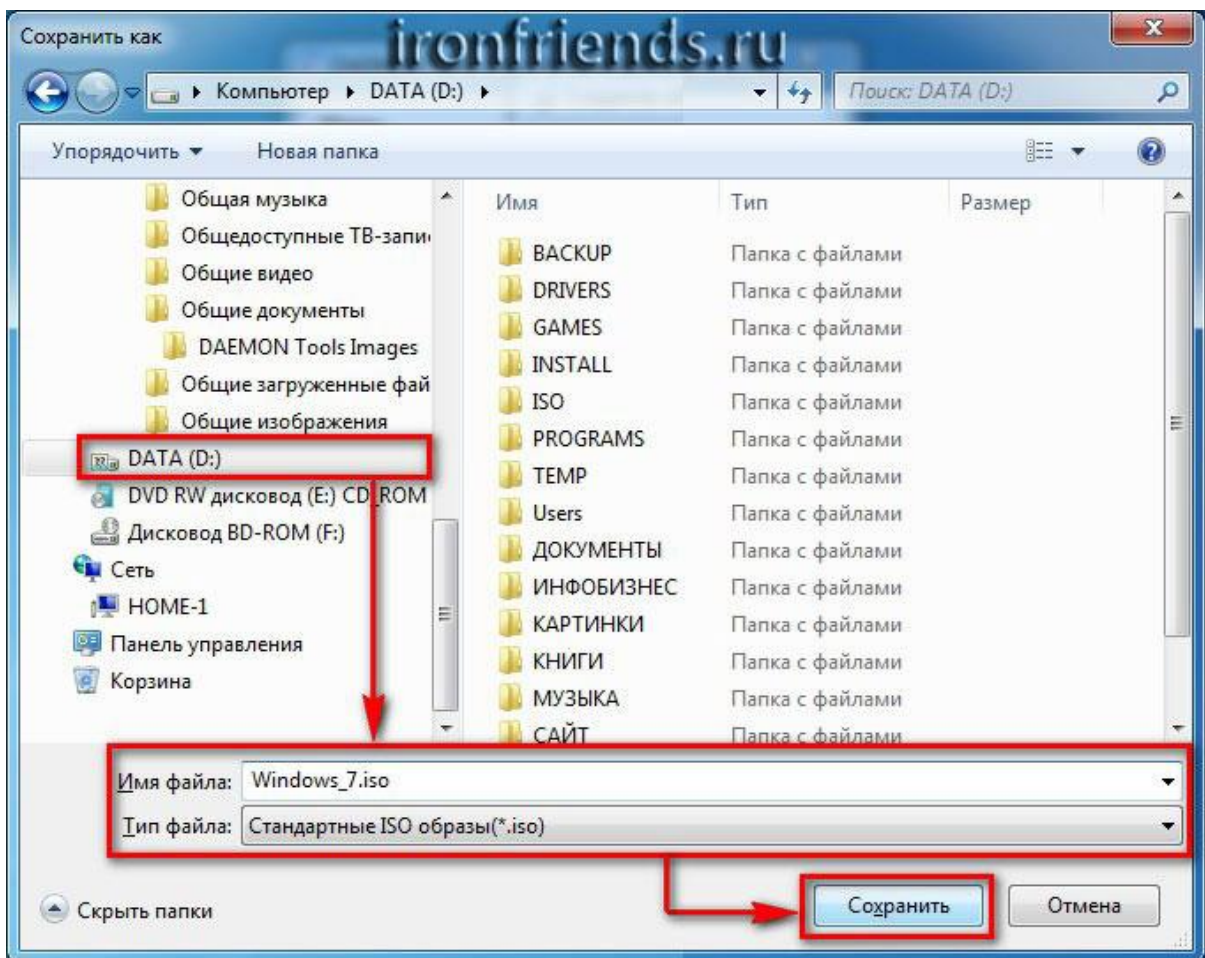 Сохранить как
ironfriends.ru
Компьютер
DATA (D:)
Поиск: DATA (D:)
Упорядочить
Новая папка
Общая музыка
Общедоступные ТВ-запи
Общие видео
Общие документы
DAEMON Tools Images
Общие загруженные фай
Общие изображения
DATA (D:)
DVD RW дисковод (E:) CD_ROM
Дисковод BD-ROM (F:)
Сеть
HOME-1
Панель управления
Корзина
Имя Тип Размер
BACKUP Папка с файлами
DRIVERS Папка с файлами
GAMES Папка с файлами
INSTALL Папка с файлами
ISO Папка с файлами
PROGRAMS Папка с файлами
TEMP Папка с файлами
Users Папка с файлами
ДОКУМЕНТЫ Папка с файлами
ИНФОБИЗНЕС Папка с файлами
КАРТИНКИ Папка с файлами
КНИГИ Папка с файлами
МУЗЫКА Папка с файлами
САЙТ Папка с файлами
Имя файла: Windows_7.iso
Тип файла: Стандартные ISO образы(*.iso)
Скрыть папки
Сохранить
Отмена